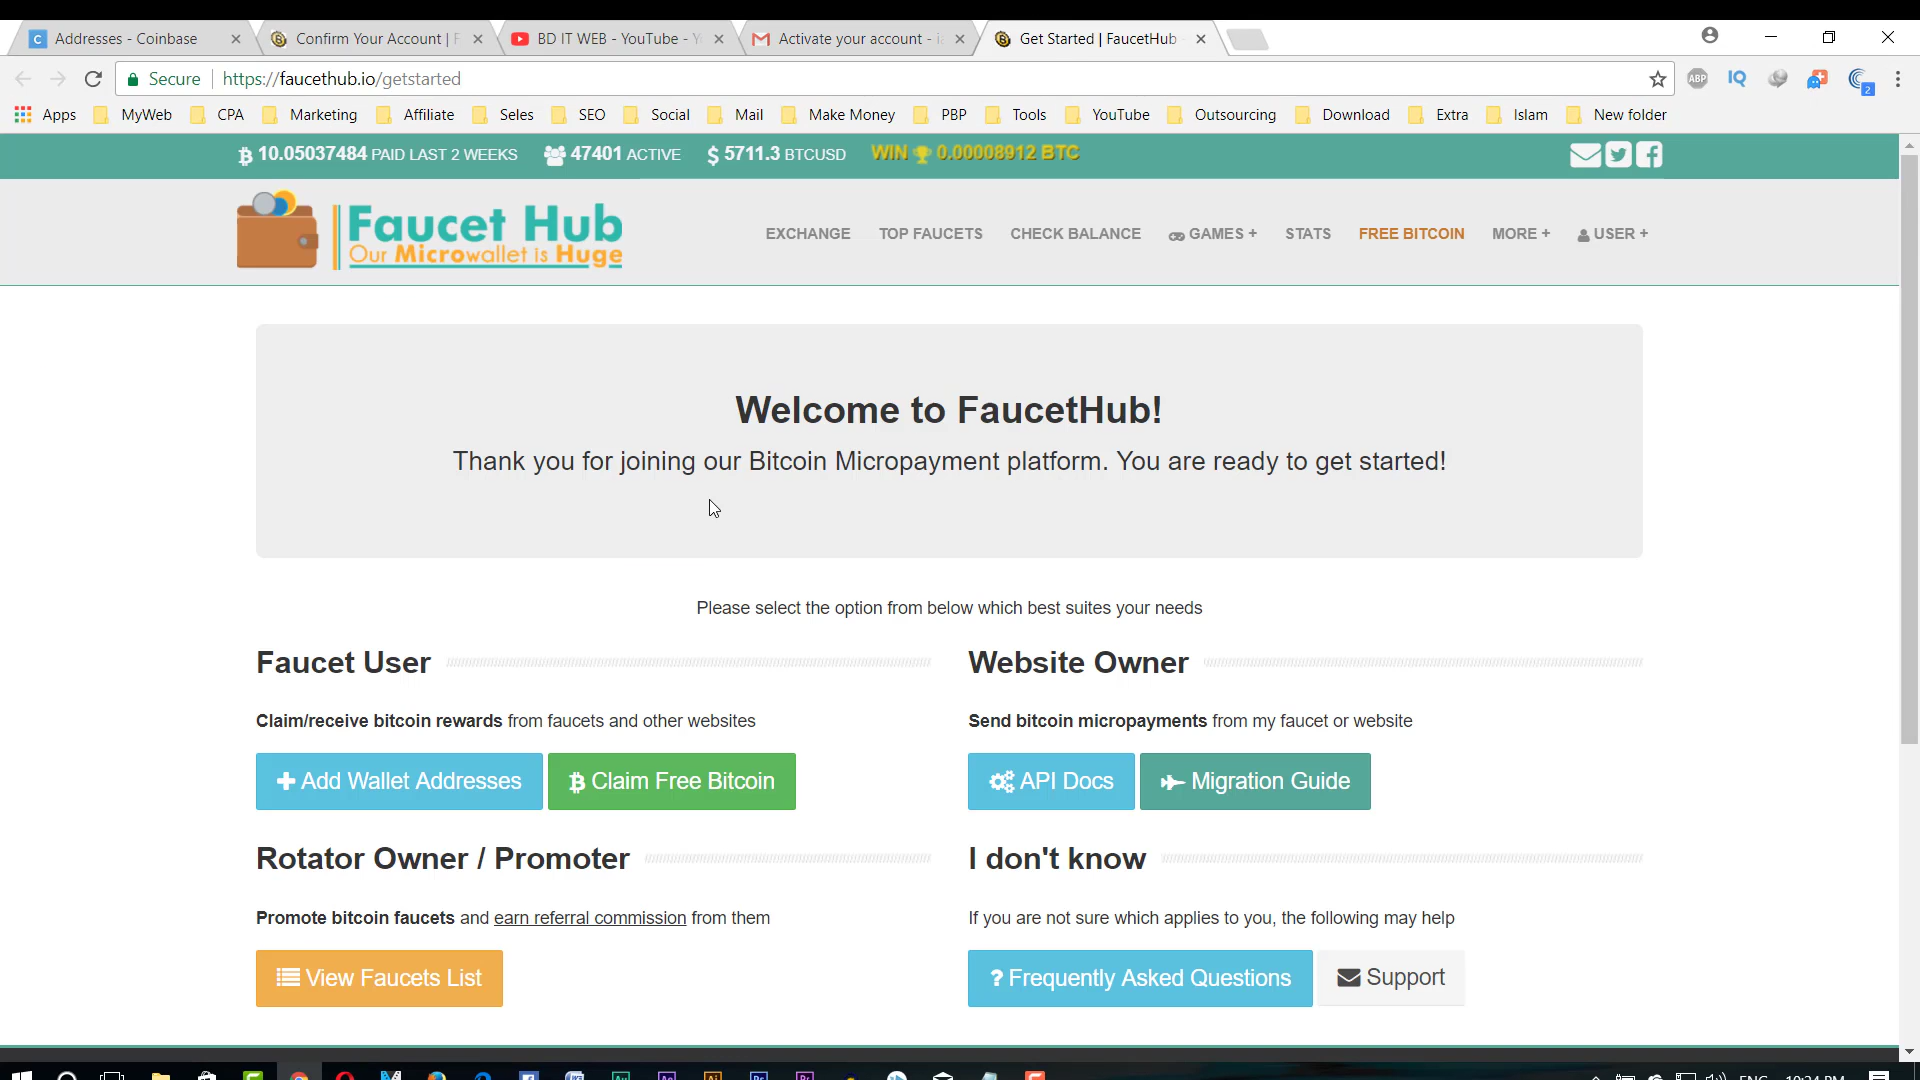 Addresses - Coinbase
Confirm Your Account | F
BD IT WEB - YouTube - Y
Activate your account - i
Get Started | FaucetHub
Secure
https://faucethub.io/getstarted
ABP
IQ
2
Apps
MyWeb
CPA
Marketing
Affiliate
Seles
SEO
Social
Mail
Make Money
PBP
Tools
YouTube
Outsourcing
Download
Extra
Islam
New folder
10.05037484 PAID LAST 2 WEEKS
47401 ACTIVE
$ 5711.3 BTCUSD
WIN 0.00008912 BTC
Faucet Hub
Our Microwallet is Huge
EXCHANGE
TOP FAUCETS
CHECK BALANCE
GAMES +
STATS
FREE BITCOIN
MORE +
USER +
Welcome to FaucetHub!
Thank you for joining our Bitcoin Micropayment platform. You are ready to get started!
Please select the option from below which best suites your needs
Faucet User
Claim/receive bitcoin rewards from faucets and other websites
Add Wallet Addresses
Claim Free Bitcoin
Website Owner
Send bitcoin micropayments from my faucet or website
API Docs
Migration Guide
Rotator Owner / Promoter
Promote bitcoin faucets and earn referral commission from them
View Faucets List
I don't know
If you are not sure which applies to you, the following may help
? Frequently Asked Questions
Support
ENG
10:24 PM